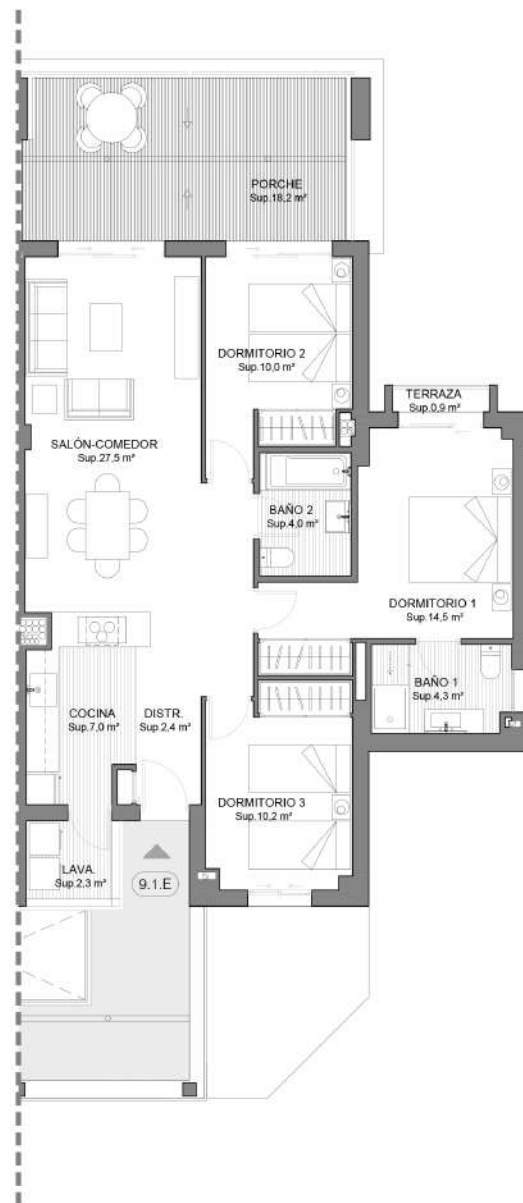 PORCHE
Sup.18,2 m²
DORMITORIO 2
Sup.10,0 m²
TERRAZA
Sup.0,9 m²
SALÓN-COMEDOR
Sup.27,5 m²
BAÑO 2
Sup.4,0 m²
DORMITORIO 1
Sup.14,5 m²
BAÑO 1
Sup.4,3 m²
COCINA
Sup.7,0 m²
DISTR.
Sup.2,4 m²
DORMITORIO 3
Sup.10,2 m²
LAVA.
Sup.2,3 m²
9.1.E